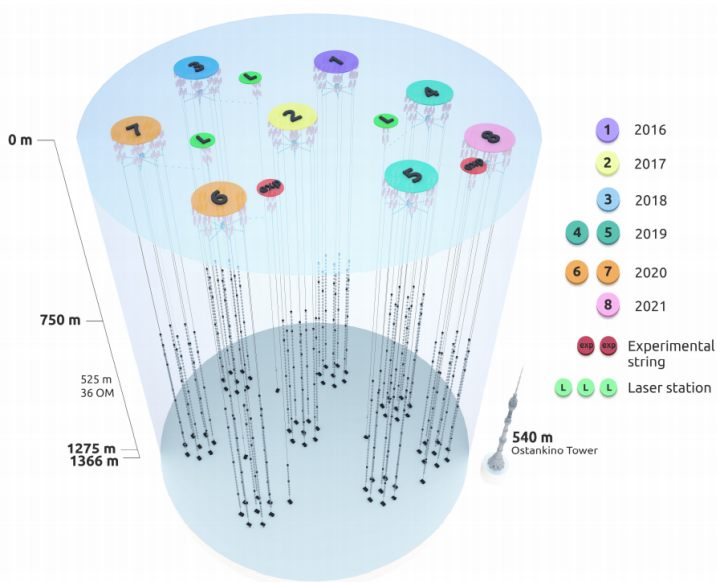 3
L
1
4
7
L
2
L
8
exp
5
exp
6
0 m
750 m
525 m
36 OM
1275 m
1366 m
1 2016
2 2017
3 2018
4 5 2019
6 7 2020
8 2021
exp exp Experimental
string
L L L Laser station
540 m
Ostankino Tower